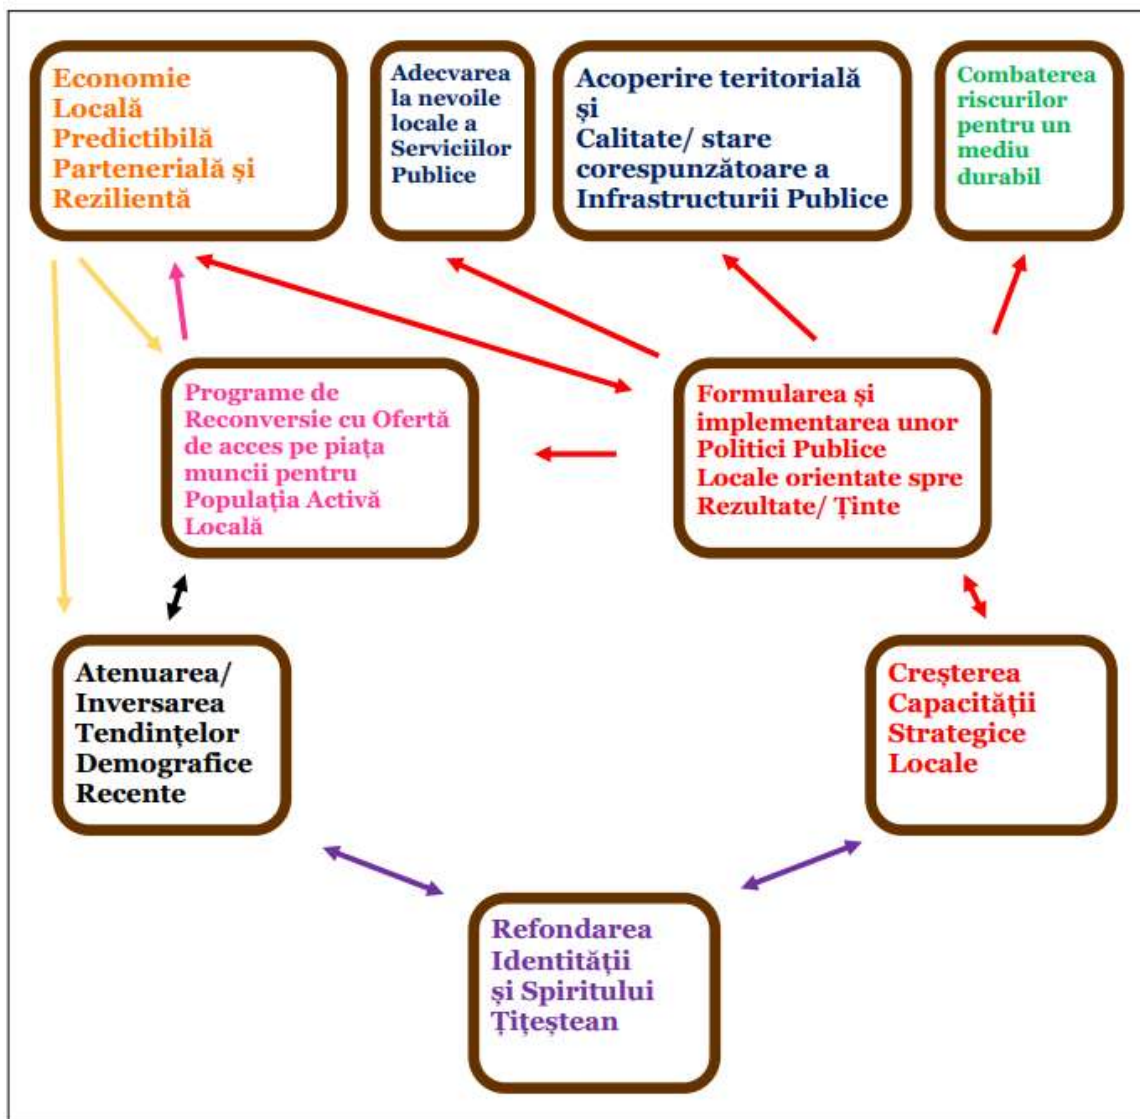 Economie
Locală
Predictibilă
Partenerială și
Rezilientă
Adecvarea
la nevoile
locale a
Serviciilor
Publice
Acoperire teritorială
și
Calitate/ stare
corespunzătoare a
Infrastructurii Publice
Combaterea
riscurilor
pentru un
mediu
durabil
Programe de
Reconversie cu Ofertă
de acces pe piața
muncii pentru
Populația Activă
Locală
Formularea și
implementarea unor
Politici Publice
Locale orientate spre
Rezultate/ Ținte
Atenuarea/
Inversarea
Tendințelor
Demografice
Recente
Creșterea
Capacității
Strategice
Locale
Refondarea
Identității
și Spiritului
Țițeștean